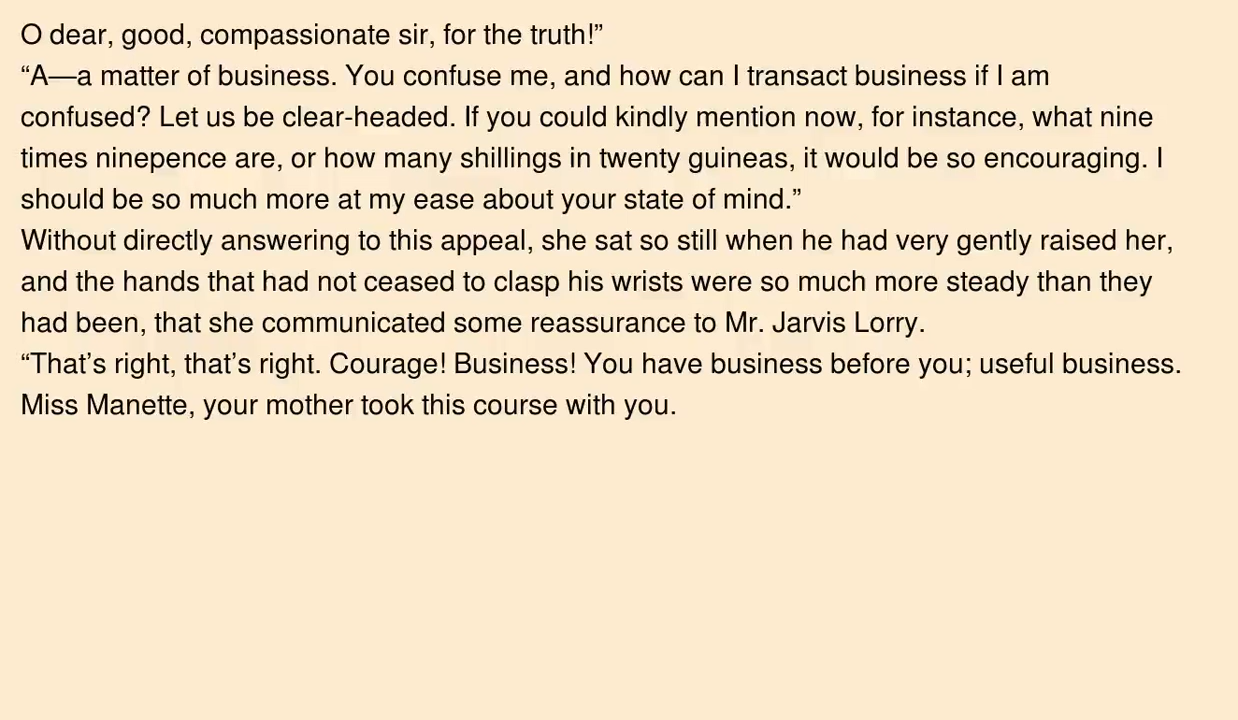 O dear, good, compassionate sir, for the truth!”
“A—a matter of business. You confuse me, and how can I transact business if I am
confused? Let us be clear-headed. If you could kindly mention now, for instance, what nine
times ninepence are, or how many shillings in twenty guineas, it would be so encouraging. I
should be so much more at my ease about your state of mind.”
Without directly answering to this appeal, she sat so still when he had very gently raised her,
and the hands that had not ceased to clasp his wrists were so much more steady than they
had been, that she communicated some reassurance to Mr. Jarvis Lorry.
“That’s right, that’s right. Courage! Business! You have business before you; useful business.
Miss Manette, your mother took this course with you.